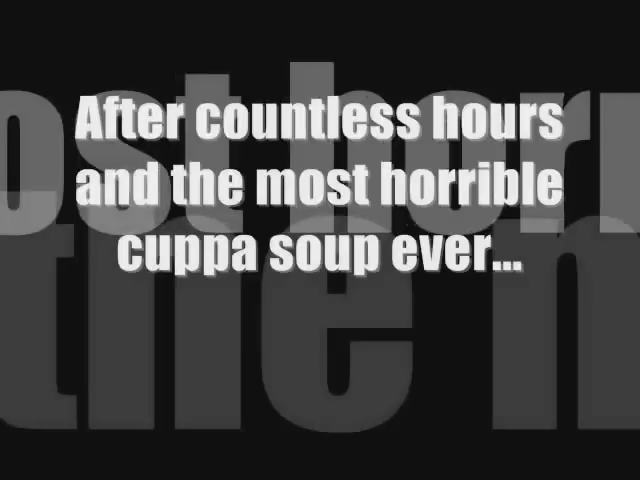 After countless hours
and the most horrible
cuppa soup ever...